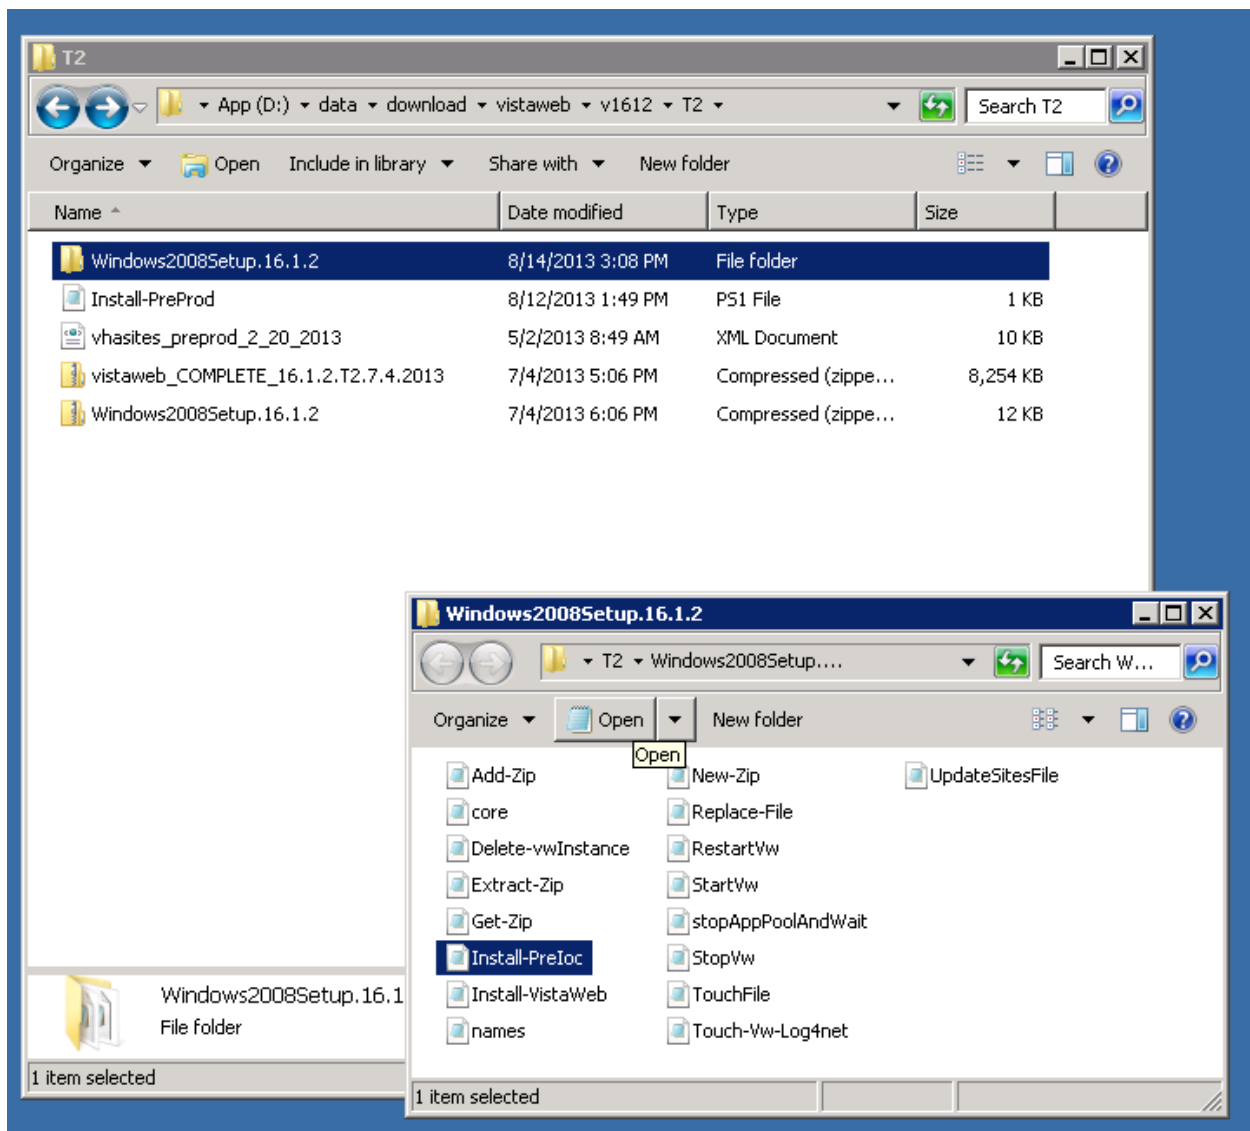 T2
App (D:) data download vistaweb v1612 T2 Search T2
Organize Open Include in library Share with New folder
Name Date modified Type Size
Windows2008Setup.16.1.2 8/14/2013 3:08 PM File folder
Install-PreProd 8/12/2013 1:49 PM PS1 File 1 KB
vhasites_preprod_2_20_2013 5/2/2013 8:49 AM XML Document 10 KB
vistaweb_COMPLETE_16.1.2.T2.7.4.2013 7/4/2013 5:06 PM Compressed (zippe... 8,254 KB
Windows2008Setup.16.1.2 7/4/2013 6:06 PM Compressed (zippe... 12 KB
Windows2008Setup.16.1
File folder
1 item selected
Windows2008Setup.16.1.2
T2 Windows2008Setup.... Search W...
Organize Open New folder
Open
Add-Zip New-Zip UpdateSitesFile
core Replace-File
Delete-vwInstance RestartVw
Extract-Zip StartVw
Get-Zip stopAppPoolAndWait
Install-PreIoc StopVw
Install-VistaWeb TouchFile
names Touch-Vw-Log4net
1 item selected